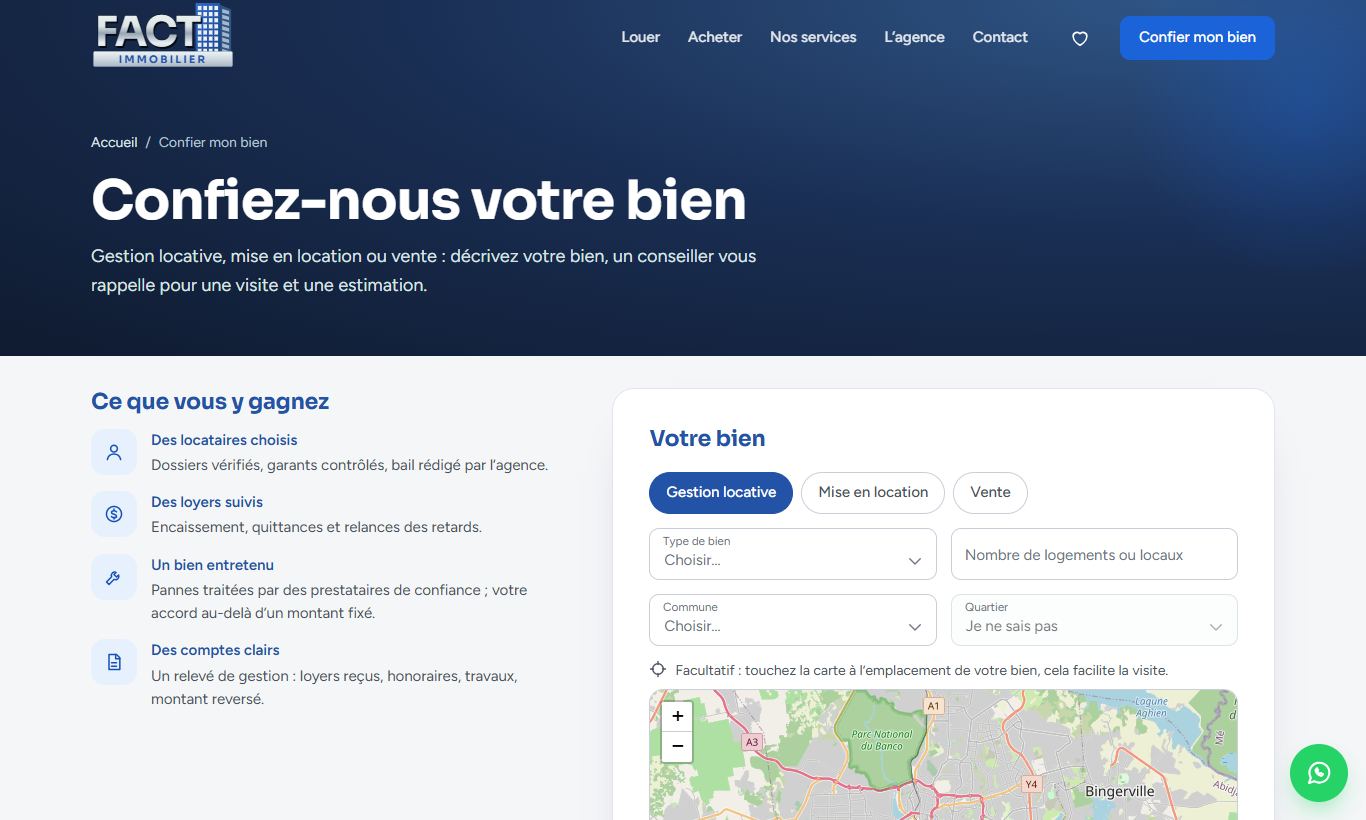 FACT
IMMOBILIER
Louer
Acheter
Nos services
L’agence
Contact
Confier mon bien
Accueil / Confier mon bien
Confiez-nous votre bien
Gestion locative, mise en location ou vente : décrivez votre bien, un conseiller vous
rappelle pour une visite et une estimation.
Ce que vous y gagnez
Des locataires choisis
Dossiers vérifiés, garants contrôlés, bail rédigé par l’agence.
Des loyers suivis
Encaissement, quittances et relances des retards.
Un bien entretenu
Pannes traitées par des prestataires de confiance ; votre
accord au-delà d’un montant fixé.
Des comptes clairs
Un relevé de gestion : loyers reçus, honoraires, travaux,
montant reversé.
Votre bien
Gestion locative
Mise en location
Vente
Type de bien
Choisir...
Nombre de logements ou locaux
Commune
Choisir...
Quartier
Je ne sais pas
Facultatif : touchez la carte à l’emplacement de votre bien, cela facilite la visite.
+
−
A1
Lagune
Aghien
Parc National
du Banco
A3
Mé
Y4
Bingerville